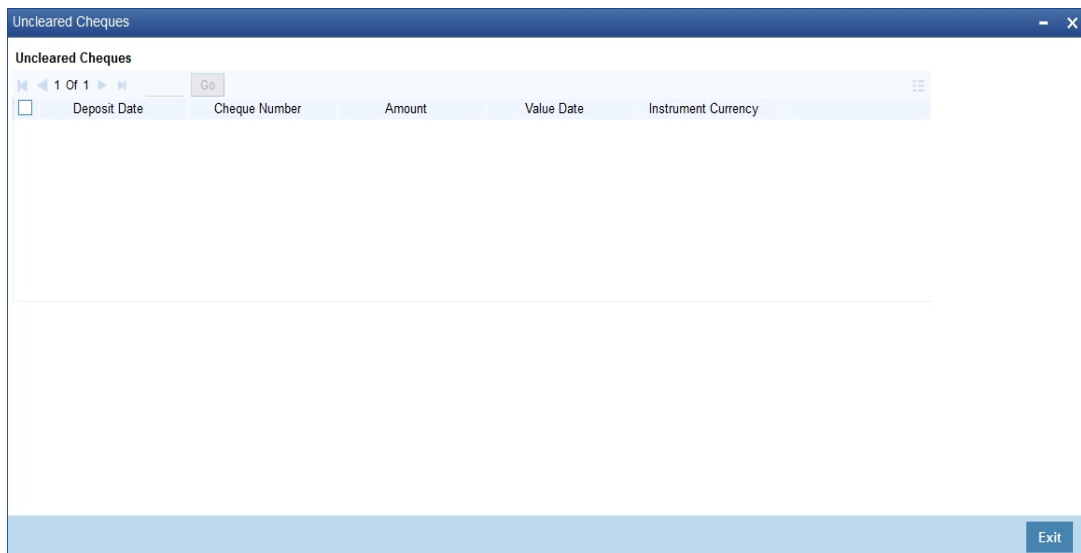 Uncleared Cheques
Uncleared Cheques
1 Of 1 Go
Deposit Date Cheque Number Amount Value Date Instrument Currency
Exit